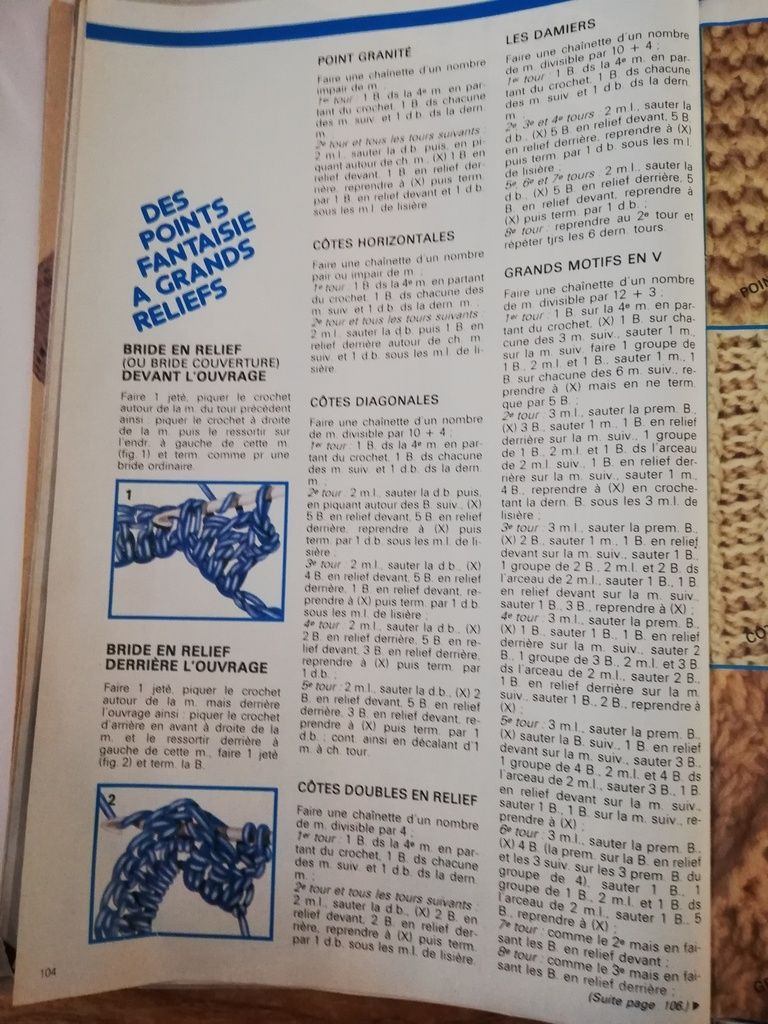 DES
POINTS
FANTAISIE
A GRANDS
RELIEFS
BRIDE EN RELIEF
(OU BRIDE COUVERTURE)
DEVANT L'OUVRAGE
Faire 1 jeté, piquer le crochet
autour de la m. du tour précédent
ainsi : piquer le crochet à droite
de la m. puis le ressortir sur
l'endr. à gauche de cette m.
(fig. 1) et term. comme pr une
bride ordinaire.
1
BRIDE EN RELIEF
DERRIÈRE L'OUVRAGE
Faire 1 jeté, piquer le crochet
autour de la m. mais derrière
l'ouvrage ainsi : piquer le crochet
d'arrière en avant à droite de la
m. et le ressortir derrière à
gauche de cette m., faire 1 jeté
(fig. 2) et term. la B.
2
104
POINT GRANITÉ
Faire une chaînette d'un nombre
impair de m. :
1er tour : 1 B. ds la 4e m. en par-
tant du crochet, 1 B. ds chacune
des m. suiv. et 1 d.b. ds la dern.
m. :
2e tour et tous les tours suivants :
2 m.l., sauter la d.b. puis, en pi-
quant autour de ch. m., (X) 1 B. en
relief devant, 1 B. en relief der-
rière, reprendre à (X) puis term.
par 1 B. en relief devant et 1 d.b.
sous les m.l. de lisière.
CÔTES HORIZONTALES
Faire une chaînette d'un nombre
pair ou impair de m. :
1er tour : 1 B. ds la 4e m. en partant
du crochet, 1 B. ds chacune des
m. suiv. et 1 d.b. ds la dern. m. :
2e tour et tous les tours suivants :
2 m.l., sauter la d.b. puis 1 B. en
relief derrière autour de ch. m.
suiv. et 1 d.b. sous les m.l. de li-
sière.
CÔTES DIAGONALES
Faire une chaînette d'un nombre
de m. divisible par 10 + 4 ;
1er tour : 1 B. ds la 4e m. en par-
tant du crochet, 1 B. ds chacune
des m. suiv. et 1 d.b. ds la dern.
m. :
2e tour : 2 m.l., sauter la d.b. puis,
en piquant autour des B. suiv., (X)
5 B. en relief devant, 5 B. en relief
derrière, reprendre à (X) puis
term. par 1 d.b. sous les m.l. de li-
sière :
3e tour : 2 m.l., sauter la d.b., (X)
4 B. en relief devant, 5 B. en relief
derrière, 1 B. en relief devant, re-
prendre à (X) puis term. par 1 d.b.
sous les m.l. de lisière ;
4e tour : 2 m.l., sauter la d.b., (X)
2 B. en relief derrière, 5 B. en re-
lief devant, 3 B. en relief derrière,
reprendre à (X) puis term. par
1 d.b. ;
5e tour : 2 m.l., sauter la d.b., (X) 2
B. en relief devant, 5 B. en relief
derrière, 3 B. en relief devant, re-
prendre à (X) puis term. par 1
d.b. ; cont. ainsi en décalant d'1
m. à ch. tour.
CÔTES DOUBLES EN RELIEF
Faire une chaînette d'un nombre
de m. divisible par 4 ;
1er tour : 1 B. ds la 4e m. en par-
tant du crochet, 1 B. ds chacune
des m. suiv. et 1 d.b. ds la dern.
m. ;
2e tour et tous les tours suivants :
2 m.l., sauter la d.b., (X) 2 B. en
relief devant, 2 B. en relief der-
rière, reprendre à (X) puis term.
par 1 d.b. sous les m.l. de lisière.
LES DAMIERS
Faire une chaînette d'un nombre
de m. divisible par 10 + 4 ;
1er tour : 1 B. ds la 4e m. en par-
tant du crochet, 1 B. ds chacune
des m. suiv. et 1 d.b. ds la dern.
m. :
2e, 3e et 4e tours : 2 m.l., sauter la
d.b., (X) 5 B. en relief devant, 5 B.
en relief derrière, reprendre à (X)
puis term. par 1 d.b. sous les m.l.
de lisière ;
5e, 6e et 7e tours : 2 m.l., sauter la
d.b., (X) 5 B. en relief derrière, 5
B. en relief devant, reprendre à
(X) puis term. par 1 d.b. ;
8e tour : reprendre au 2e tour et
répéter tjrs les 6 dern. tours.
GRANDS MOTIFS EN V
Faire une chaînette d'un nombre
de m. divisible par 12 + 3 ;
1er tour : 1 B. sur la 4e m. en par-
tant du crochet, (X) 1 B. sur cha-
cune des 3 m. suiv., sauter 1 m.,
sur la m. suiv. faire 1 groupe de
1 B., 2 m.l. et 1 B., sauter 1 m., 1
B. sur chacune des 6 m. suiv., re-
prendre à (X) mais en ne term.
que par 5 B. ;
2e tour : 3 m.l., sauter la prem. B.,
(X) 3 B., sauter 1 m., 1 B. en relief
derrière sur la m. suiv., 1 groupe
de 1 B., 2 m.l. et 1 B. ds l'arceau
de 2 m.l. suiv., 1 B. en relief der-
rière sur la m. suiv., sauter 1 m.,
4 B., reprendre à (X) en croche-
tant la dern. B. sous les 3 m.l. de
lisière ;
3e tour : 3 m.l., sauter la prem. B.,
(X) 2 B., sauter 1 m., 1 B. en relief
devant sur la m. suiv., sauter 1 B.,
1 groupe de 2 B., 2 m.l. et 2 B. ds
l'arceau de 2 m.l., sauter 1 B., 1 B.
en relief devant sur la m. suiv.,
sauter 1 B., 3 B., reprendre à (X) ;
4e tour : 3 m.l., sauter la prem. B.,
(X) 1 B., sauter 1 B., 1 B. en relief
derrière sur la m. suiv., sauter 2
B., 1 groupe de 3 B., 2 m.l. et 3 B.
ds l'arceau de 2 m.l., sauter 2 B.,
1 B. en relief derrière sur la m.
suiv., sauter 1 B., 2 B., reprendre à
(X) ;
5e tour : 3 m.l., sauter la prem. B.,
(X) sauter la B. suiv., 1 B. en relief
devant sur la m. suiv., sauter 3 B.,
1 groupe de 4 B., 2 m.l. et 4 B. ds
l'arceau de 2 m.l., sauter 3 B., 1 B.
en relief devant sur la m. suiv.,
sauter 1 B., 1 B., sauter 1 B., re-
prendre à (X) ;
6e tour : 3 m.l., sauter la prem. B.,
(X) 4 B. (la prem. sur la B. en relief
et les 3 suiv. sur les 3 prem. B. du
groupe de 4), sauter 1 B., 1
groupe de 1 B., 2 m.l. et 1 B. ds
l'arceau de 2 m.l., sauter 1 B., 5
B., reprendre à (X) ;
7e tour : comme le 2e mais en fai-
sant les B. en relief devant ;
8e tour : comme le 3e mais en fai-
sant les B. en relief derrière ;
(Suite page 106.)